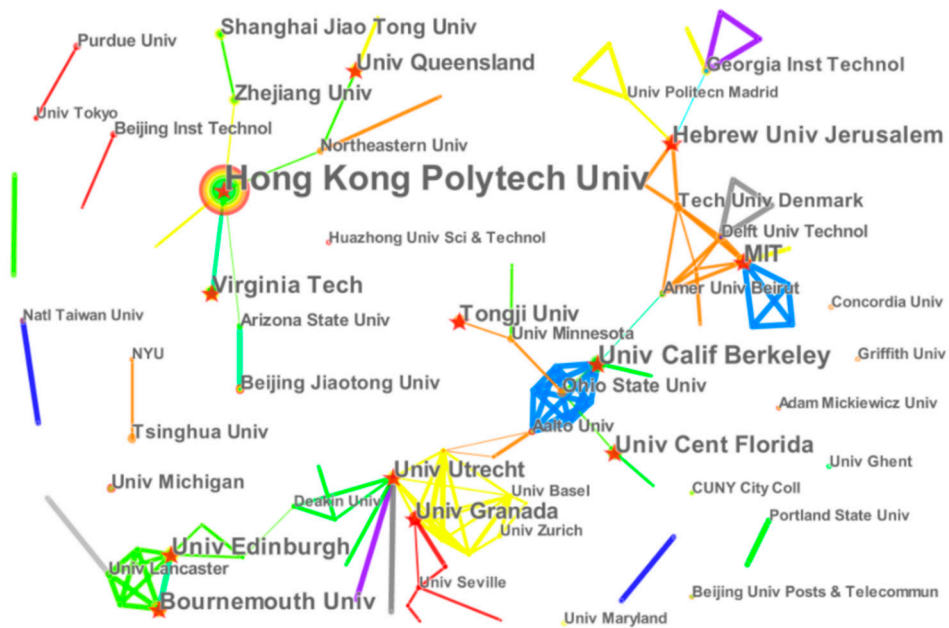 Shanghai Jiao Tong Univ
Purdue Univ
Univ Queensland
Georgia Inst Technol
Zhejiang Univ
Univ Politecn Madrid
Univ Tokyo
Beijing Inst Technol
Hebrew Univ Jerusalem
Northeastern Univ
Hong Kong Polytech Univ
Tech Univ Denmark
Delft Univ Technol
Huazhong Univ Sci & Technol
MIT
Virginia Tech
Amer Univ Beirut
Concordia Univ
Natl Taiwan Univ
Arizona State Univ
Tongji Univ
Univ Minnesota
NYU
Univ Calif Berkeley
Griffith Univ
Beijing Jiaotong Univ
Ohio State Univ
Adam Mickiewicz Univ
Aalto Univ
Tsinghua Univ
Univ Cent Florida
Univ Utrecht
Univ Ghent
Univ Michigan
Univ Basel
CUNY City Coll
Deakin Univ
Univ Granada
Portland State Univ
Univ Zurich
Univ Edinburgh
Univ Lancaster
Univ Seville
Beijing Univ Posts & Telecommun
Bournemouth Univ
Univ Maryland